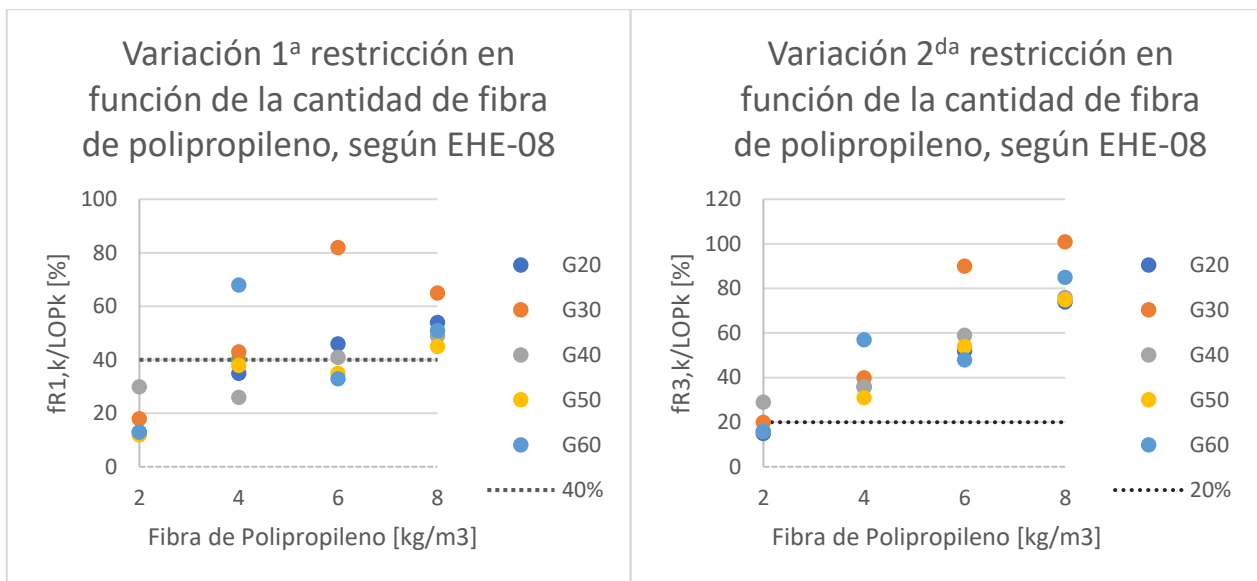 Variación 1ª restricción en
función de la cantidad de fibra
de polipropileno, según EHE-08
fR1,k/LOPk [%]
100
80
60
40
20
0
2 4 6 8
Fibra de Polipropileno [kg/m3]
G20
G30
G40
G50
G60
40%
Variación 2ᵈᵃ restricción en
función de la cantidad de fibra
de polipropileno, según EHE-08
fR3,k/LOPk [%]
120
100
80
60
40
20
0
2 4 6 8
Fibra de Polipropileno [kg/m3]
G20
G30
G40
G50
G60
20%